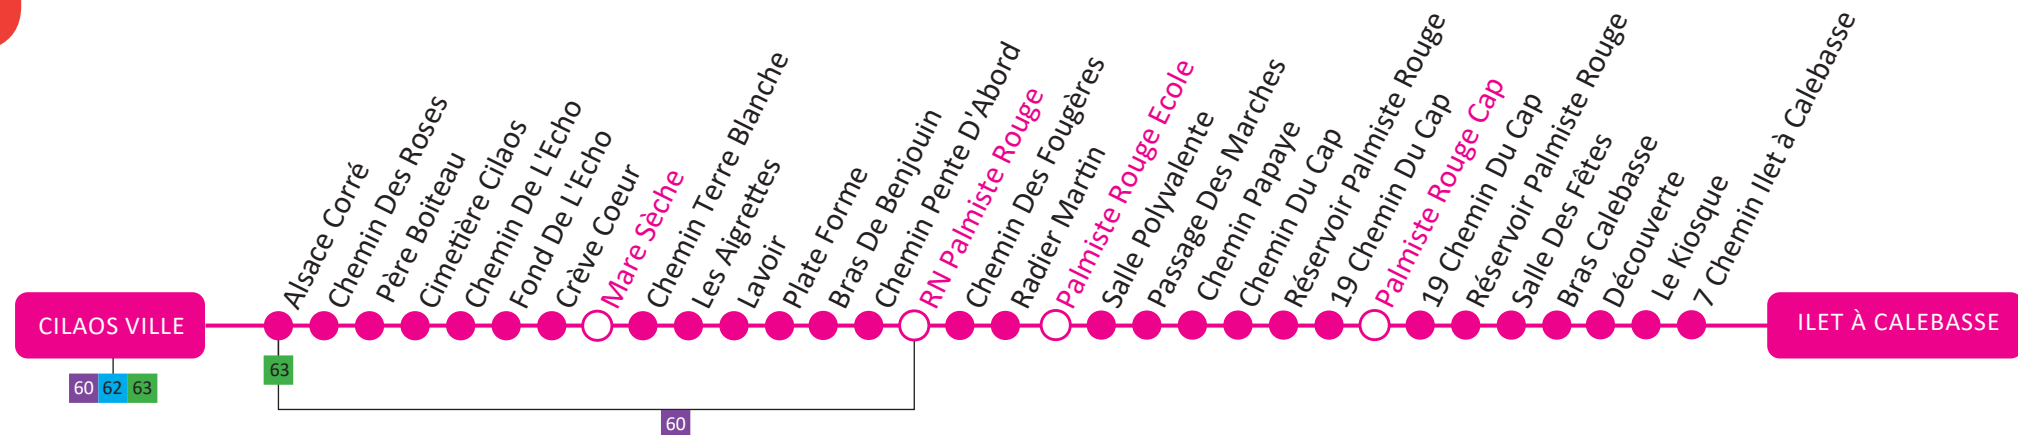 CILAOS VILLE
60 62 63
Alsace Corré
Chemin Des Roses
Père Boiteau
Cimetière Cilaos
Chemin De L'Echo
Fond De L'Echo
Crève Coeur
Mare Sèche
Chemin Terre Blanche
Les Aigrettes
Lavoir
Plate Forme
Bras De Benjouin
Chemin Pente D'Abord
RN Palmiste Rouge
Chemin Des Fougères
Radier Martin
Palmiste Rouge Ecole
Salle Polyvalente
Passage Des Marches
Chemin Papaye
Chemin Du Cap
Réservoir Palmiste Rouge
19 Chemin Du Cap
Palmiste Rouge Cap
19 Chemin Du Cap
Réservoir Palmiste Rouge
Salle Des Fêtes
Bras Calebasse
Découverte
Le Kiosque
7 Chemin Ilet à Calebasse
ILET À CALEBASSE
63
60